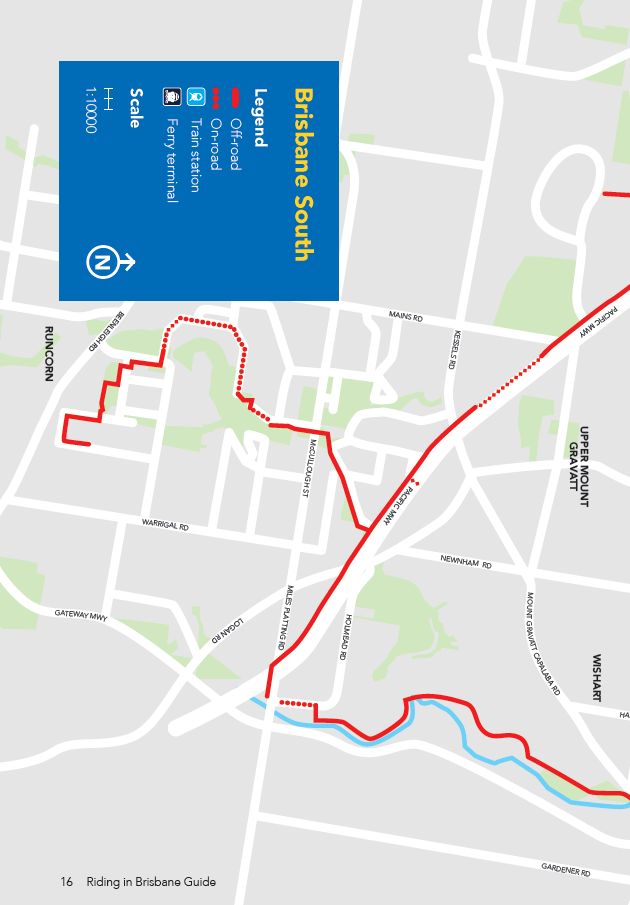 Brisbane South
Legend
Off-road
On-road
Train station
Ferry terminal
Scale
1:10000
N
RUNCORN
BEENLEIGH RD
MAINS RD
KESSELS RD
PACIFIC MWY
UPPER MOUNT
GRAVATT
McCULLOUGH ST
PACIFIC MWY
WARRIGAL RD
NEWNHAM RD
GATEWAY MWY
LOGAN RD
MILES PLATTING RD
HOLMEAD RD
MOUNT GRAVATT CAPALABA RD
WISHART
HA
GARDENER RD
16 Riding in Brisbane Guide